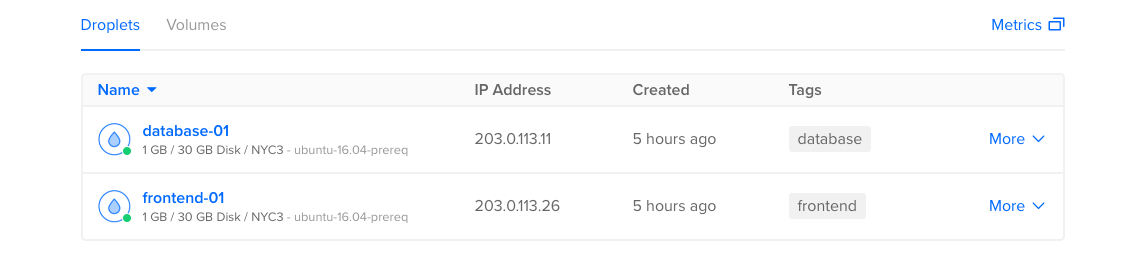 Droplets Volumes Metrics
Name IP Address Created Tags
database-01
1 GB / 30 GB Disk / NYC3 - ubuntu-16.04-prereq
203.0.113.11 5 hours ago database More
frontend-01
1 GB / 30 GB Disk / NYC3 - ubuntu-16.04-prereq
203.0.113.26 5 hours ago frontend More